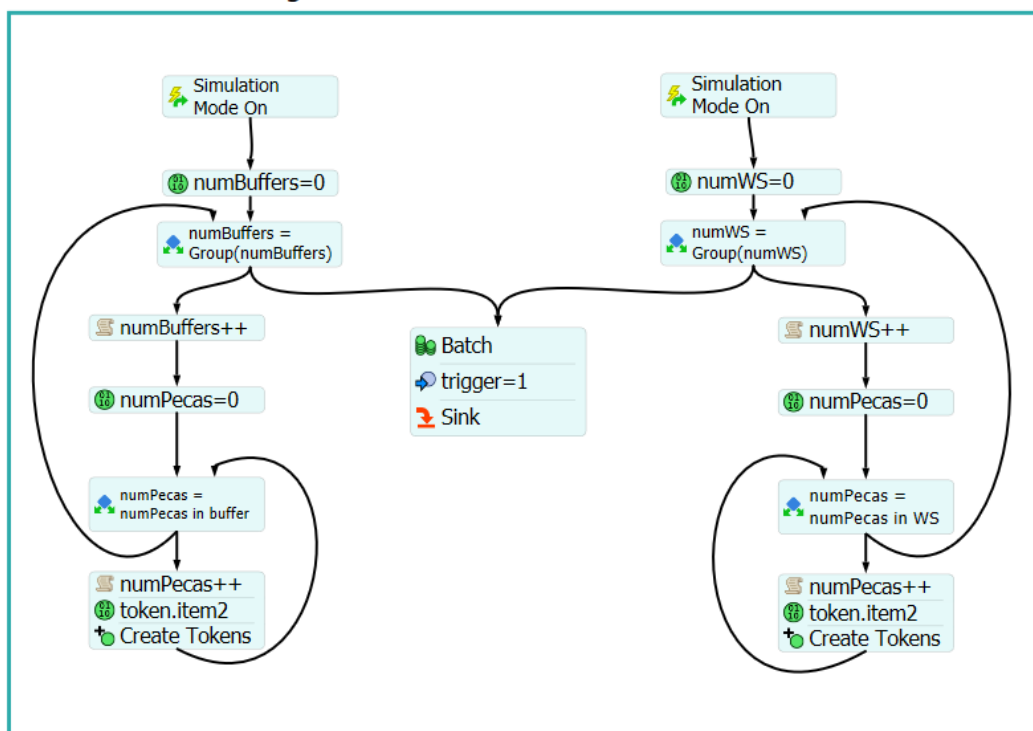 Simulation
Mode On
numBuffers=0
numBuffers =
Group(numBuffers)
numBuffers++
numPecas=0
numPecas =
numPecas in buffer
numPecas++
token.item2
Create Tokens
Batch
trigger=1
Sink
Simulation
Mode On
numWS=0
numWS =
Group(numWS)
numWS++
numPecas=0
numPecas =
numPecas in WS
numPecas++
token.item2
Create Tokens